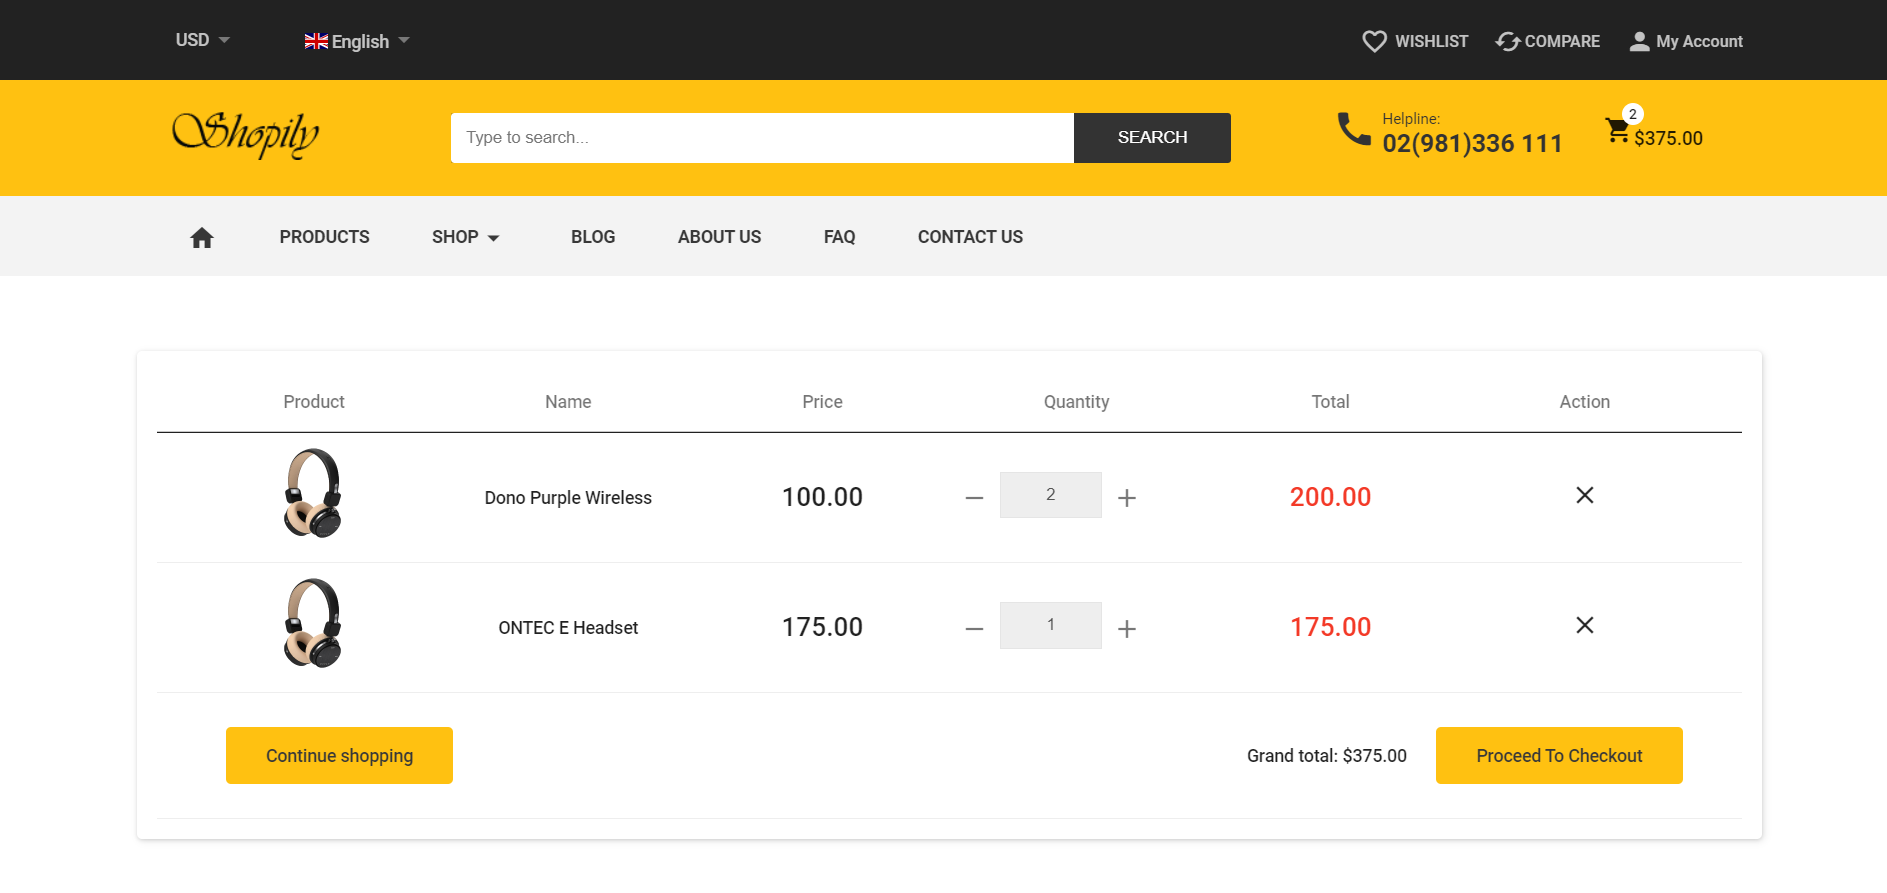 USD
English
WISHLIST
COMPARE
My Account
Shopily
Type to search...
SEARCH
Helpline:
02(981)336 111
2
$375.00
PRODUCTS
SHOP
BLOG
ABOUT US
FAQ
CONTACT US
Product Name Price Quantity Total Action
Dono Purple Wireless 100.00 2 200.00
ONTEC E Headset 175.00 1 175.00
Continue shopping
Grand total: $375.00
Proceed To Checkout